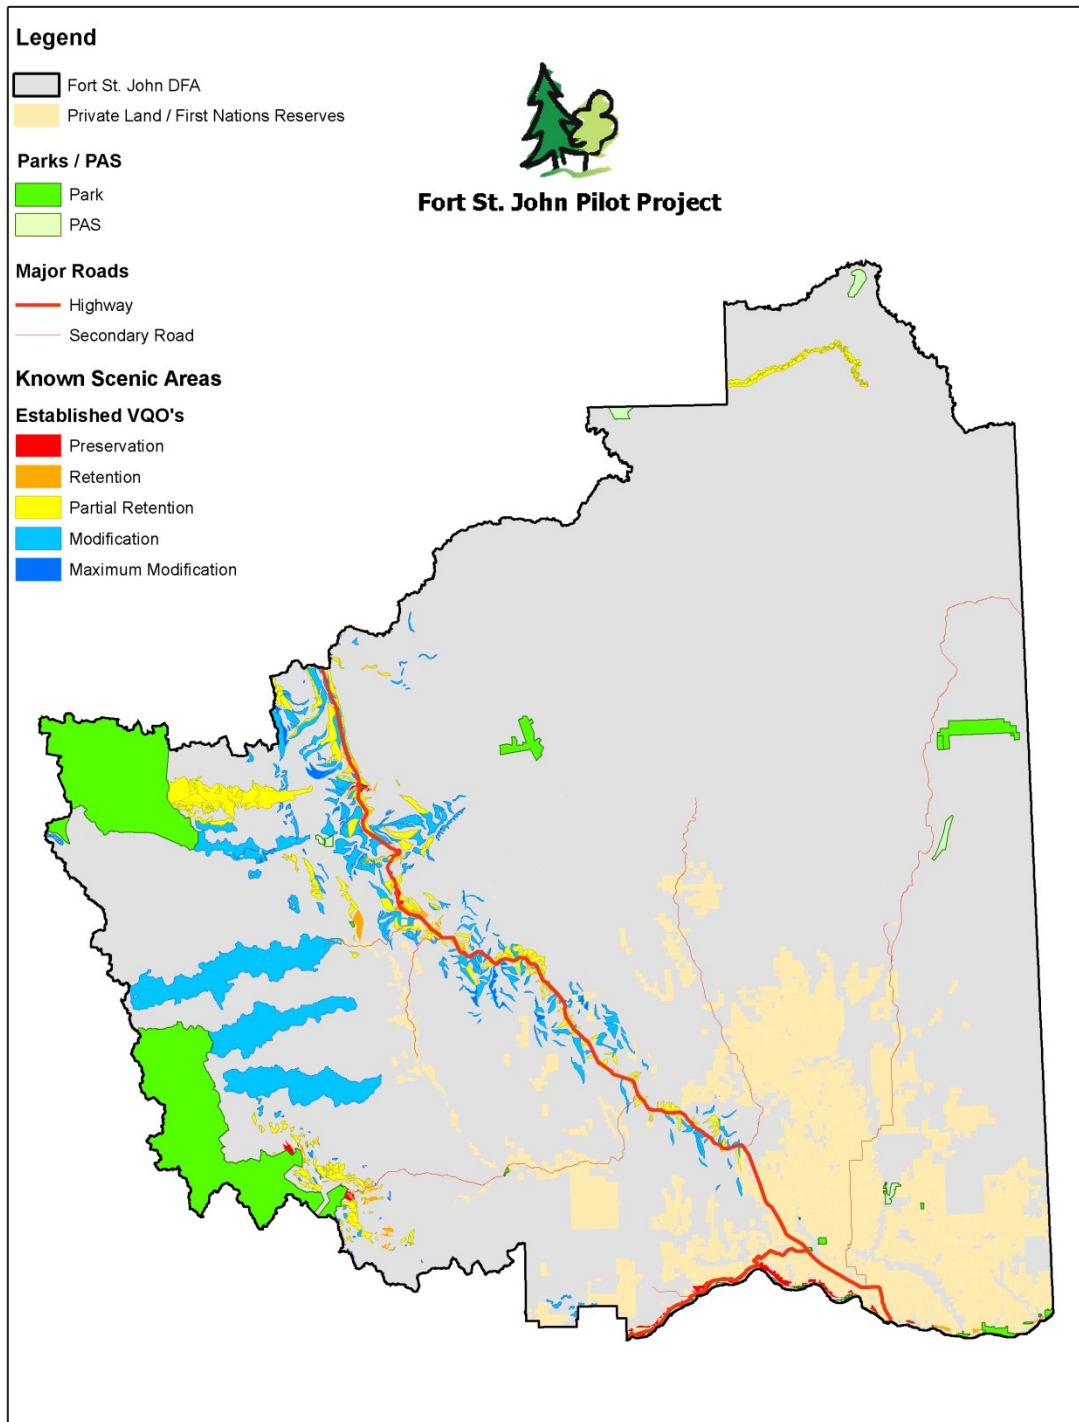 Legend
Fort St. John DFA
Private Land / First Nations Reserves
Parks / PAS
Park
PAS
Major Roads
Highway
Secondary Road
Known Scenic Areas
Established VQO's
Preservation
Retention
Partial Retention
Modification
Maximum Modification
Fort St. John Pilot Project